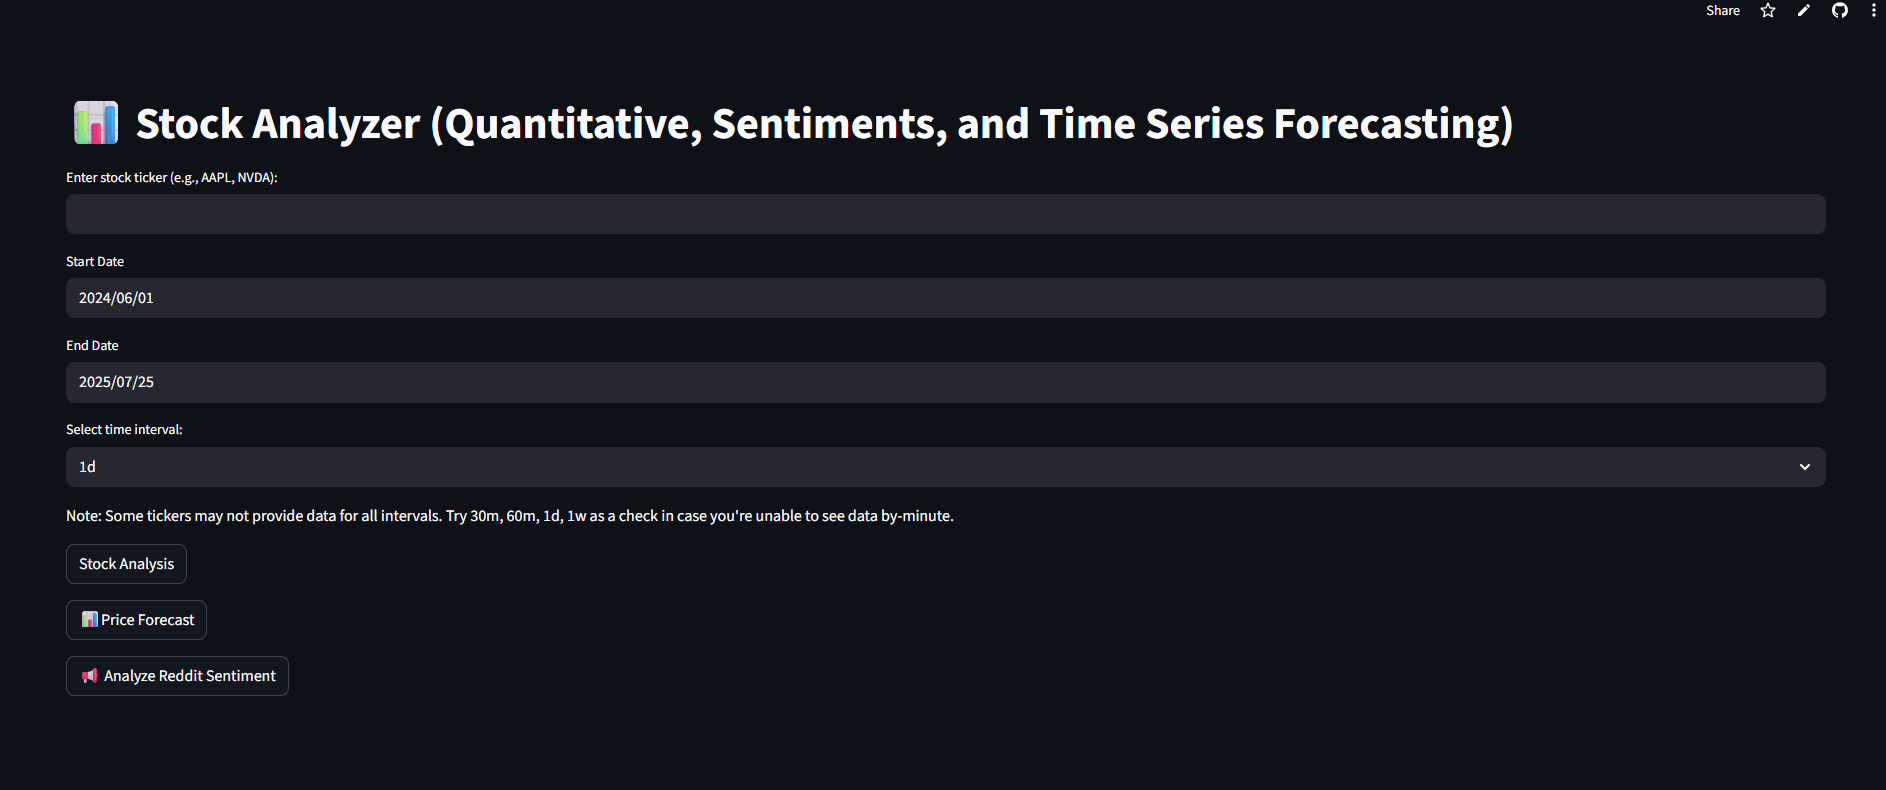 Share
Stock Analyzer (Quantitative, Sentiments, and Time Series Forecasting)
Enter stock ticker (e.g., AAPL, NVDA):
Start Date
2024/06/01
End Date
2025/07/25
Select time interval:
1d
Note: Some tickers may not provide data for all intervals. Try 30m, 60m, 1d, 1w as a check in case you're unable to see data by-minute.
Stock Analysis
Price Forecast
Analyze Reddit Sentiment